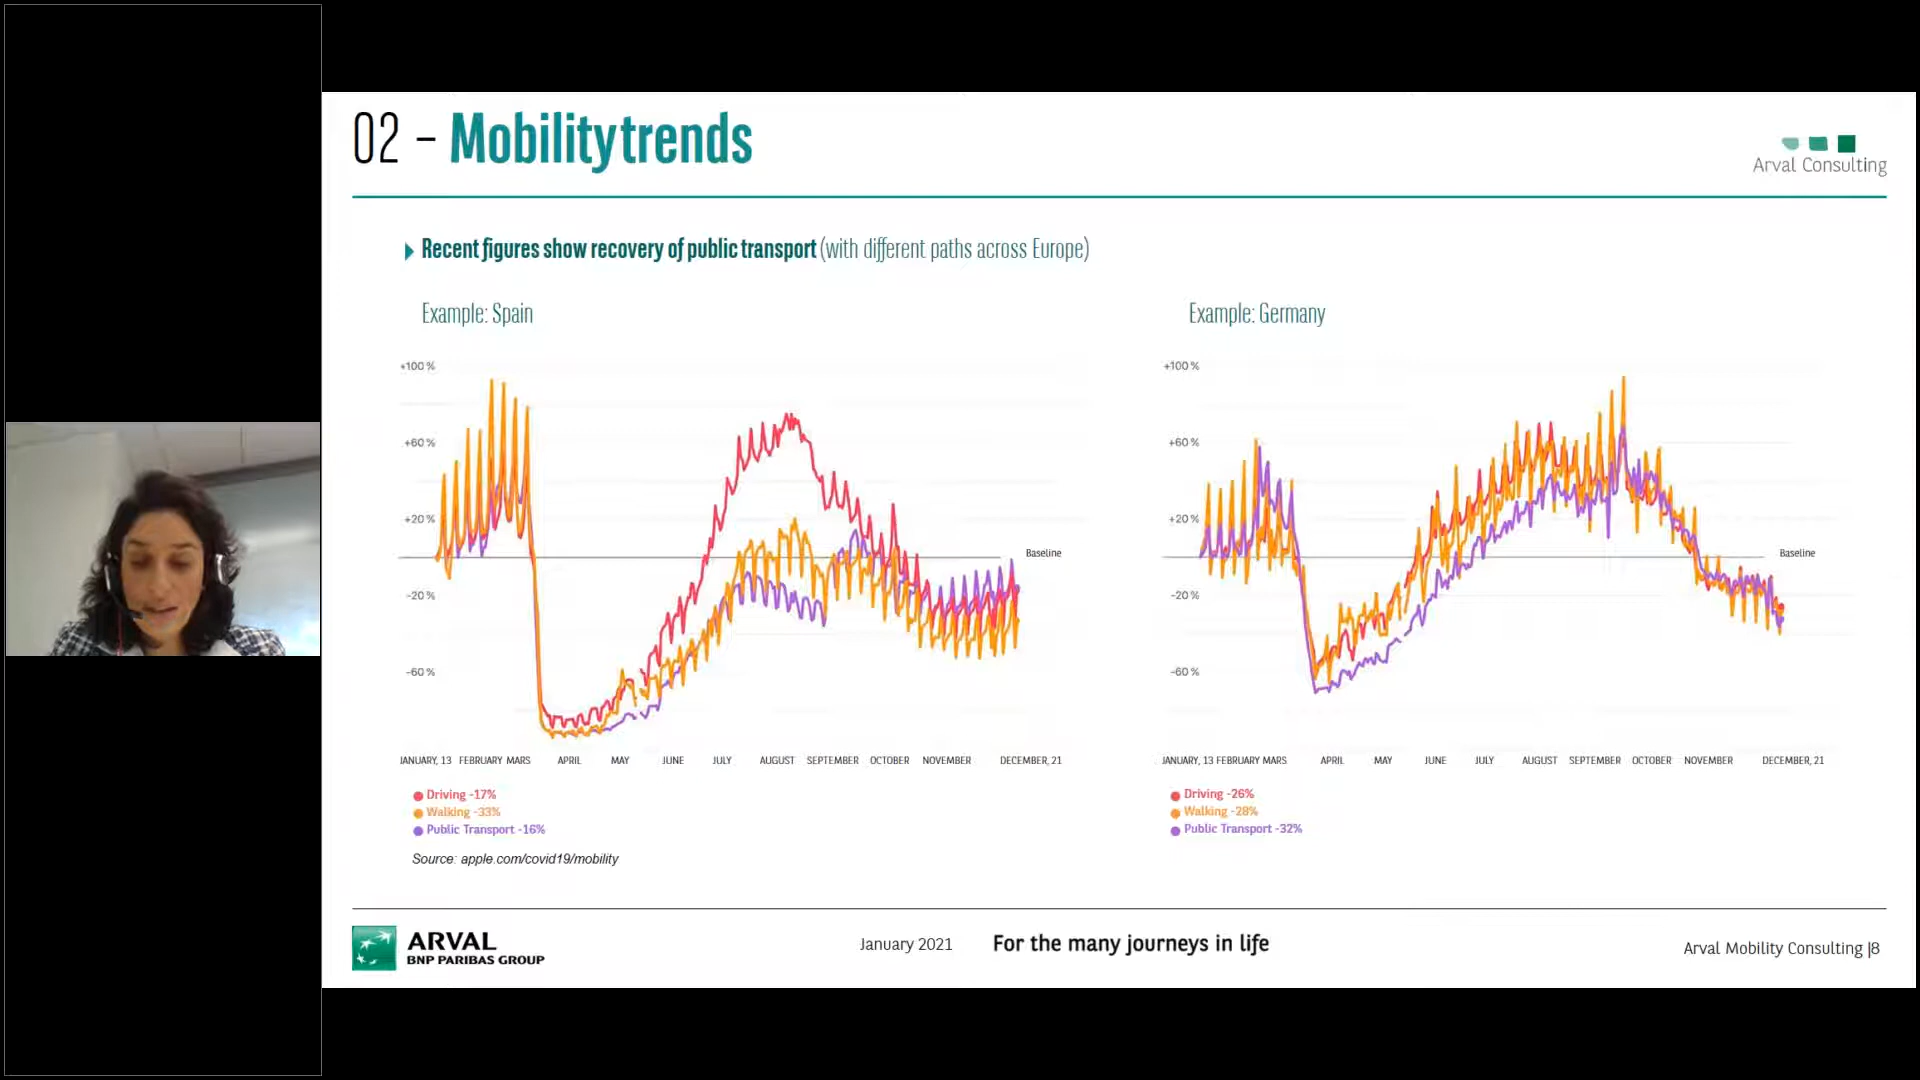 02 – Mobility trends
Arval Consulting
Recent figures show recovery of public transport (with different paths across Europe)
Example: Spain
+100 %
+60 %
+20 %
Baseline
-20 %
-60 %
JANUARY, 13 FEBRUARY MARS APRIL MAY JUNE JULY AUGUST SEPTEMBER OCTOBER NOVEMBER DECEMBER, 21
Driving -17%
Walking -33%
Public Transport -16%
Source: apple.com/covid19/mobility
Example: Germany
+100 %
+60 %
+20 %
Baseline
-20 %
-60 %
JANUARY, 13 FEBRUARY MARS APRIL MAY JUNE JULY AUGUST SEPTEMBER OCTOBER NOVEMBER DECEMBER, 21
Driving -26%
Walking -28%
Public Transport -32%
ARVAL
BNP PARIBAS GROUP
January 2021
For the many journeys in life
Arval Mobility Consulting |8